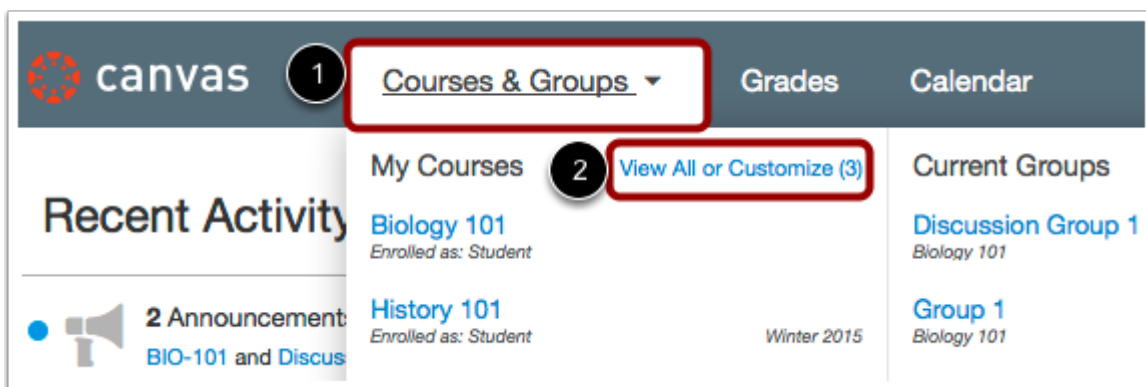 canvas
1
Courses & Groups
Grades
Calendar
My Courses
2
View All or Customize (3)
Current Groups
Recent Activity
Biology 101
Enrolled as: Student
Discussion Group 1
Biology 101
History 101
Enrolled as: Student
Winter 2015
Group 1
Biology 101
2 Announcement
BIO-101 and Discus